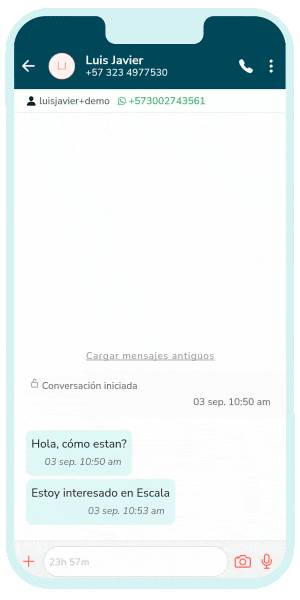 Luis Javier
LJ
+57 323 4977530
luisjavier+demo +573002743561
Cargar mensajes antiguos
Conversación iniciada
03 sep. 10:50 am
Hola, cómo estan?
03 sep. 10:50 am
Estoy interesado en Escala
03 sep. 10:53 am
23h 57m